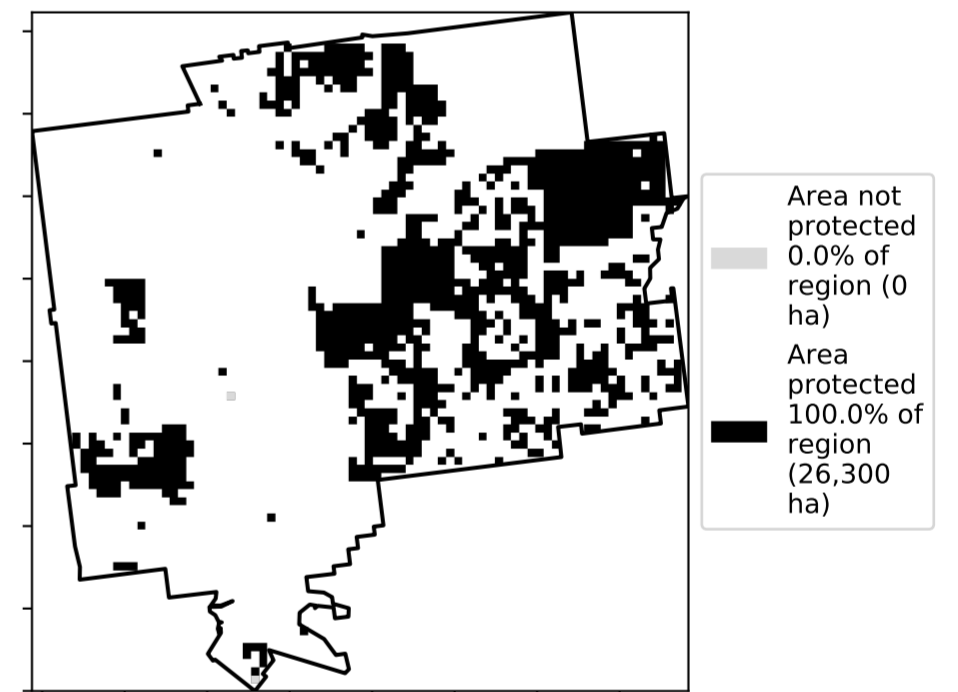 Area not
protected
0.0% of
region (0
ha)
Area
protected
100.0% of
region
(26,300
ha)